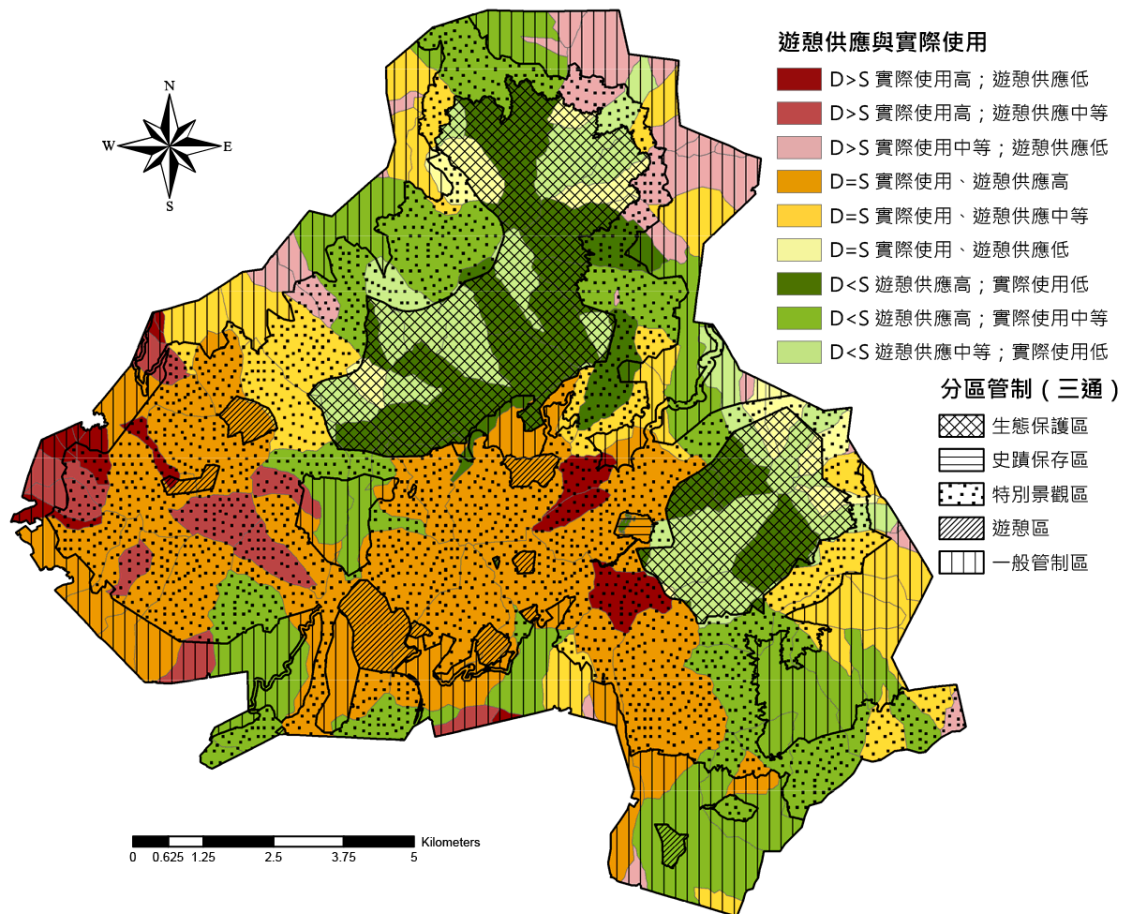 遊憩供應與實際使用
D>S 實際使用高；遊憩供應低
D>S 實際使用高；遊憩供應中等
D>S 實際使用中等；遊憩供應低
D=S 實際使用、遊憩供應高
D=S 實際使用、遊憩供應中等
D=S 實際使用、遊憩供應低
D<S 遊憩供應高；實際使用低
D<S 遊憩供應高；實際使用中等
D<S 遊憩供應中等；實際使用低
分區管制（三通）
生態保護區
史蹟保存區
特別景觀區
遊憩區
一般管制區
N
W E
S
Kilometers
0 0.625 1.25 2.5 3.75 5